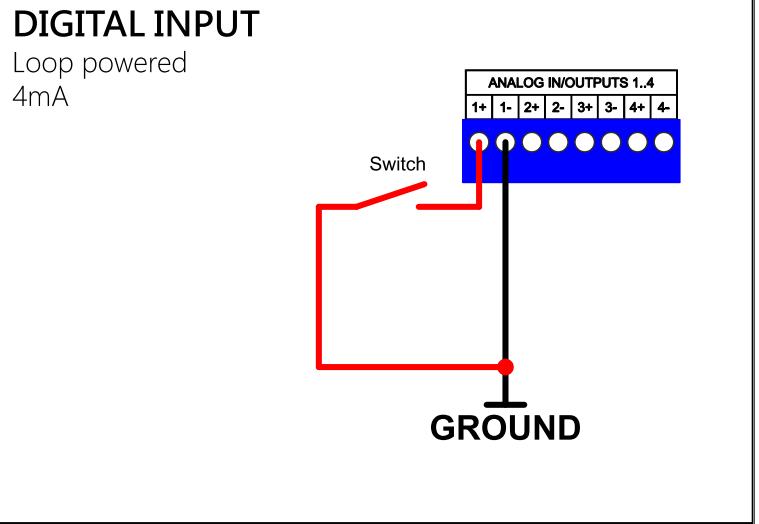 DIGITAL INPUT
Loop powered
4mA
ANALOG IN/OUTPUTS 1..4
1+ 1- 2+ 2- 3+ 3- 4+ 4-
Switch
GROUND